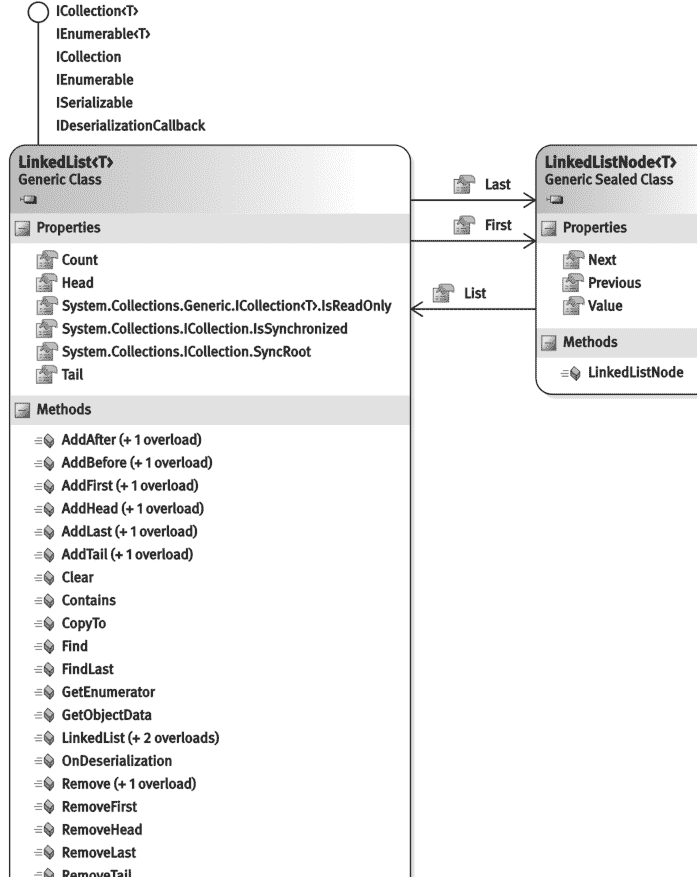 ICollection<T>
IEnumerable<T>
ICollection
IEnumerable
ISerializable
IDeserializationCallback
LinkedList<T>
Generic Class
Properties
Count
Head
System.Collections.Generic.ICollection<T>.IsReadOnly
System.Collections.ICollection.IsSynchronized
System.Collections.ICollection.SyncRoot
Tail
Methods
AddAfter (+ 1 overload)
AddBefore (+ 1 overload)
AddFirst (+ 1 overload)
AddHead (+ 1 overload)
AddLast (+ 1 overload)
AddTail (+ 1 overload)
Clear
Contains
CopyTo
Find
FindLast
GetEnumerator
GetObjectData
LinkedList (+ 2 overloads)
OnDeserialization
Remove (+ 1 overload)
RemoveFirst
RemoveHead
RemoveLast
RemoveTail
Last
First
List
LinkedListNode<T>
Generic Sealed Class
Properties
Next
Previous
Value
Methods
LinkedListNode